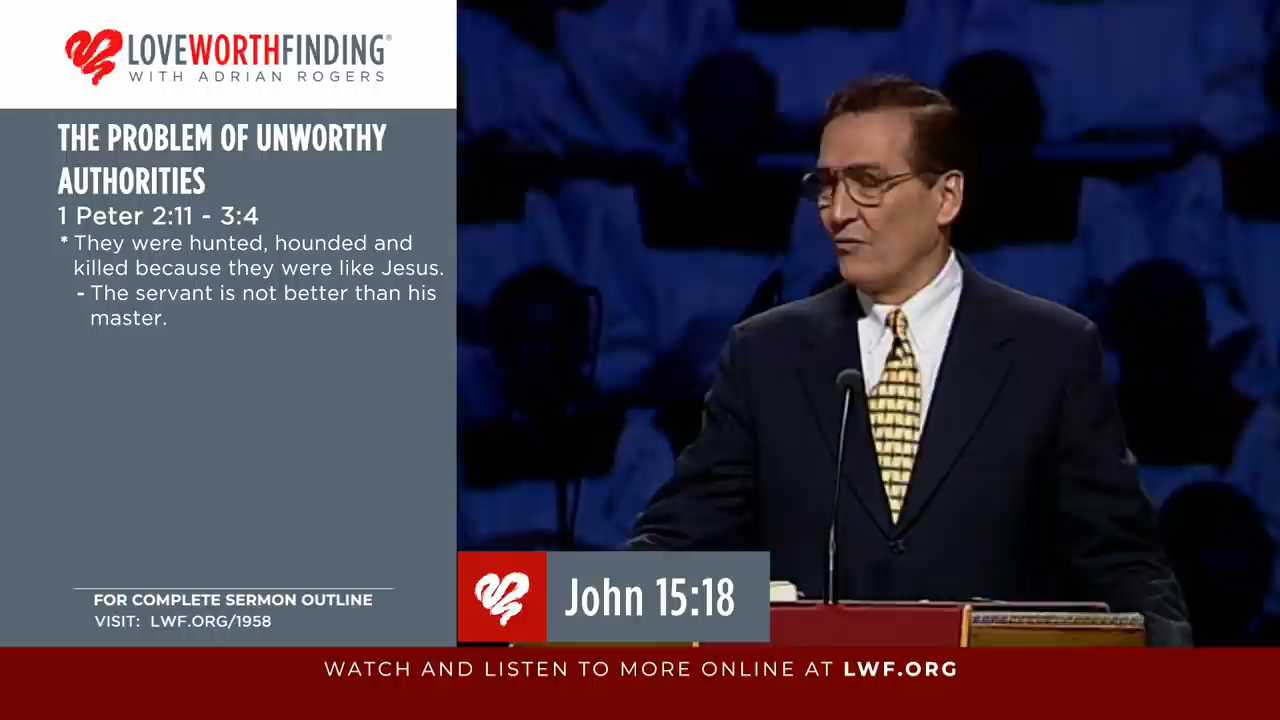 LOVEWORTHFINDING®
WITH ADRIAN ROGERS
THE PROBLEM OF UNWORTHY
AUTHORITIES
1 Peter 2:11 - 3:4
* They were hunted, hounded and
killed because they were like Jesus.
- The servant is not better than his
master.
FOR COMPLETE SERMON OUTLINE
VISIT: LWF.ORG/1958
John 15:18
WATCH AND LISTEN TO MORE ONLINE AT LWF.ORG